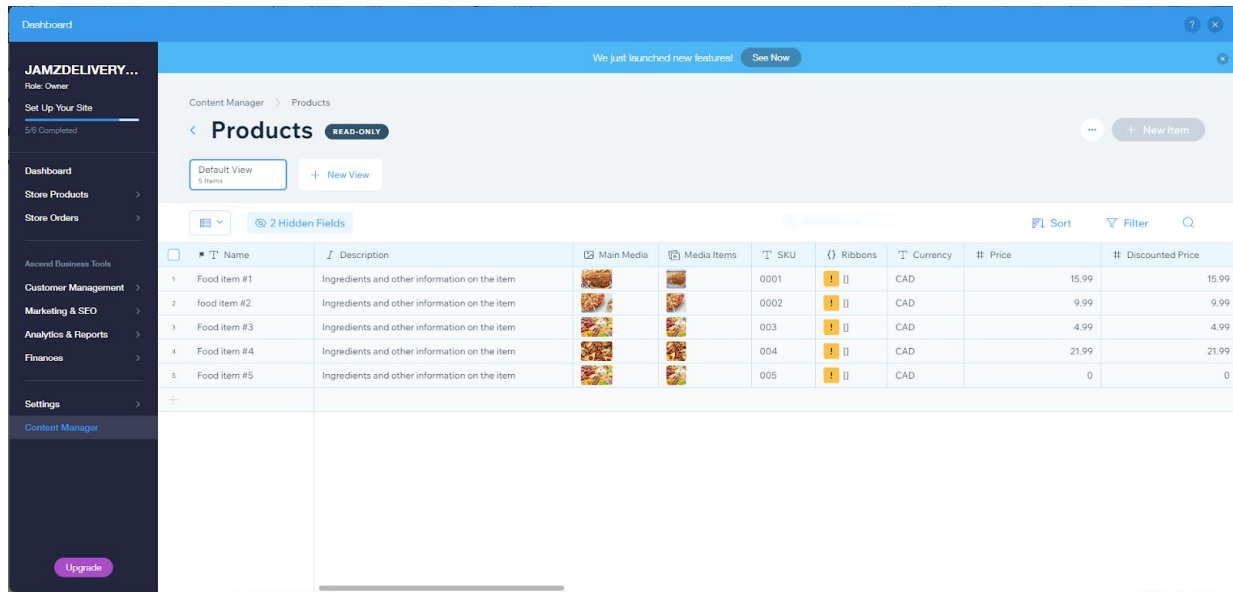 Dashboard
?
JAMZDELIVERY...
Role: Owner
Set Up Your Site
5/6 Completed
Dashboard
Store Products
Store Orders
Ascend Business Tools
Customer Management
Marketing & SEO
Analytics & Reports
Finances
Settings
Content Manager
Upgrade
We just launched new features! See Now
Content Manager > Products
Products READ-ONLY
... + New Item
Default View
5 Items
+ New View
2 Hidden Fields
Sort Filter
T Name I Description Main Media Media Items T SKU {} Ribbons T Currency # Price # Discounted Price
1 Food item #1 Ingredients and other information on the item 0001 ! [] CAD 15.99 15.99
2 food item #2 Ingredients and other information on the item 0002 ! [] CAD 9.99 9.99
3 Food item #3 Ingredients and other information on the item 003 ! [] CAD 4.99 4.99
4 Food item #4 Ingredients and other information on the item 004 ! [] CAD 21.99 21.99
5 Food item #5 Ingredients and other information on the item 005 ! [] CAD 0 0
+